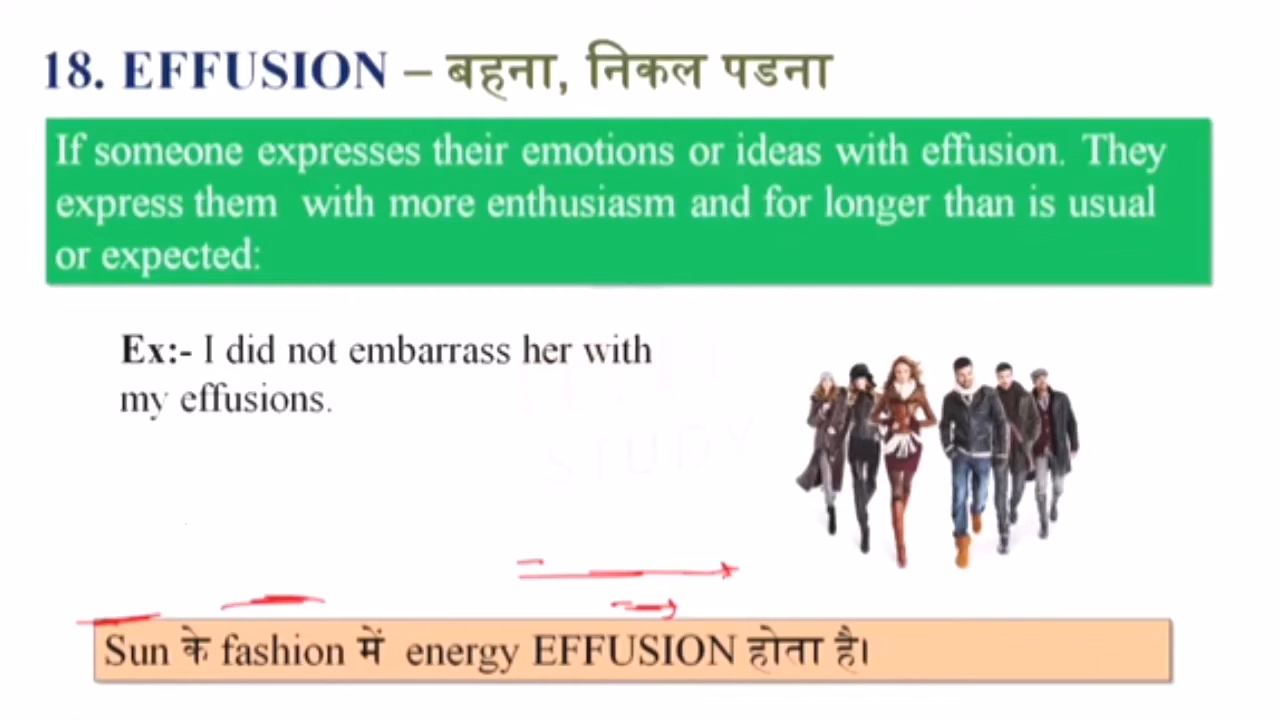 18. EFFUSION – बहना, निकल पडना
If someone expresses their emotions or ideas with effusion. They
express them with more enthusiasm and for longer than is usual
or expected:
Ex:- I did not embarrass her with
my effusions.
STUDY
Sun के fashion में energy EFFUSION होता है।